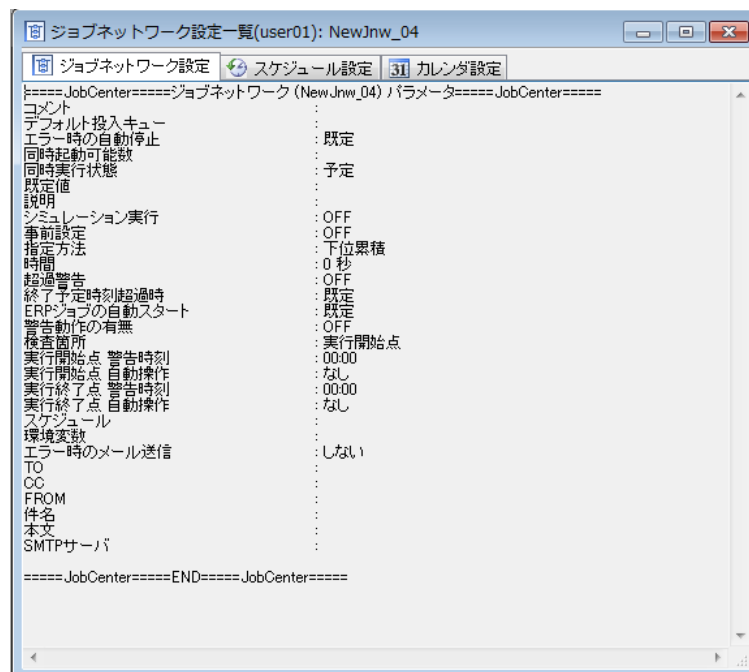 ジョブネットワーク設定一覧(user01): NewJnw_04
ジョブネットワーク設定 スケジュール設定 31 カレンダ設定
=====JobCenter=====ジョブネットワーク (NewJnw_04) パラメータ=====JobCenter=====
コメント :
デフォルト投入キュー :
エラー時の自動停止 : 既定
同時起動可能数 :
同時実行状態 : 予定
既定値 :
説明 :
シミュレーション実行 : OFF
事前設定 : OFF
指定方法 : 下位累積
時間 : 0 秒
超過警告 : OFF
終了予定時刻超過時 : 既定
ERPジョブの自動スタート : 既定
警告動作の有無 : OFF
検査箇所 : 実行開始点
実行開始点 警告時刻 : 00:00
実行開始点 自動操作 : なし
実行終了点 警告時刻 : 00:00
実行終了点 自動操作 : なし
スケジュール :
環境変数 :
エラー時のメール送信 : しない
TO :
CC :
FROM :
件名 :
本文 :
SMTPサーバ :
=====JobCenter=====END=====JobCenter=====